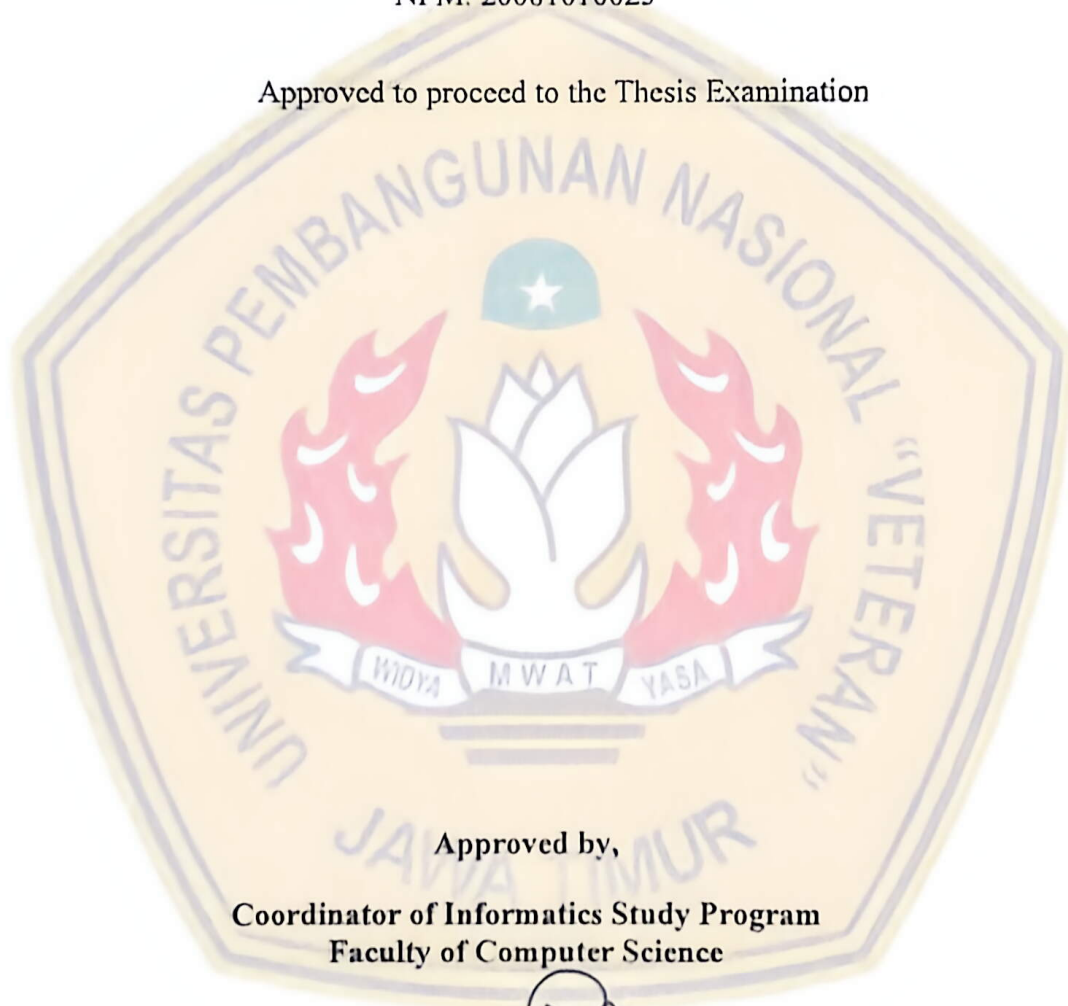 Approved to proceed to the Thesis Examination
UNIVERSITAS PEMBANGUNAN NASIONAL "VETERAN"
WIDYA MWAT YASA
JAWA TIMUR
Approved by,
Coordinator of Informatics Study Program
Faculty of Computer Science